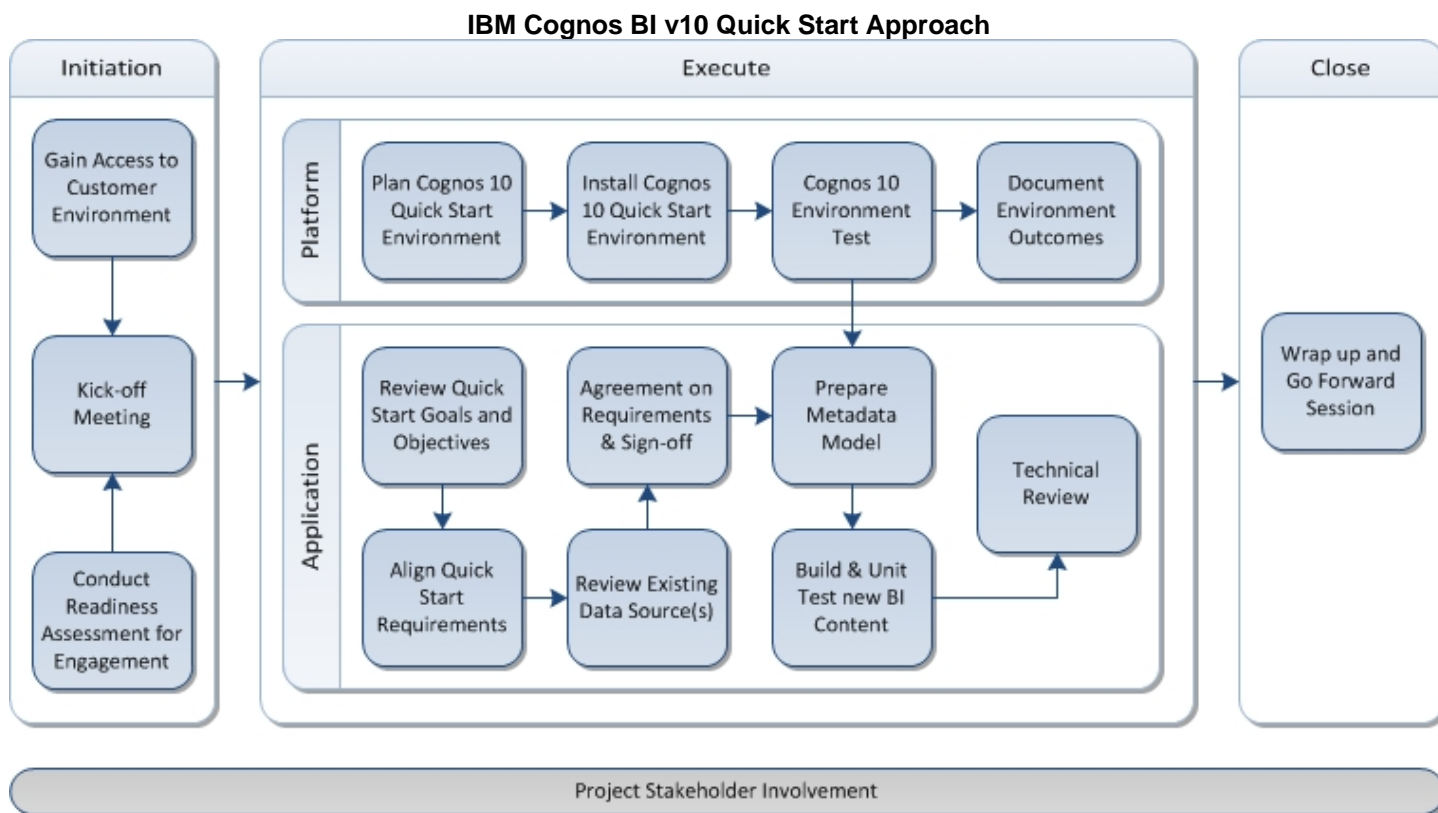 IBM Cognos BI v10 Quick Start Approach
Initiation
Gain Access to
Customer
Environment
Kick-off
Meeting
Conduct
Readiness
Assessment for
Engagement
Execute
Platform
Plan Cognos 10
Quick Start
Environment
Install Cognos
10 Quick Start
Environment
Cognos 10
Environment
Test
Document
Environment
Outcomes
Application
Review Quick
Start Goals and
Objectives
Align Quick
Start
Requirements
Review Existing
Data Source(s)
Agreement on
Requirements
& Sign-off
Prepare
Metadata
Model
Build & Unit
Test new BI
Content
Technical
Review
Close
Wrap up and
Go Forward
Session
Project Stakeholder Involvement